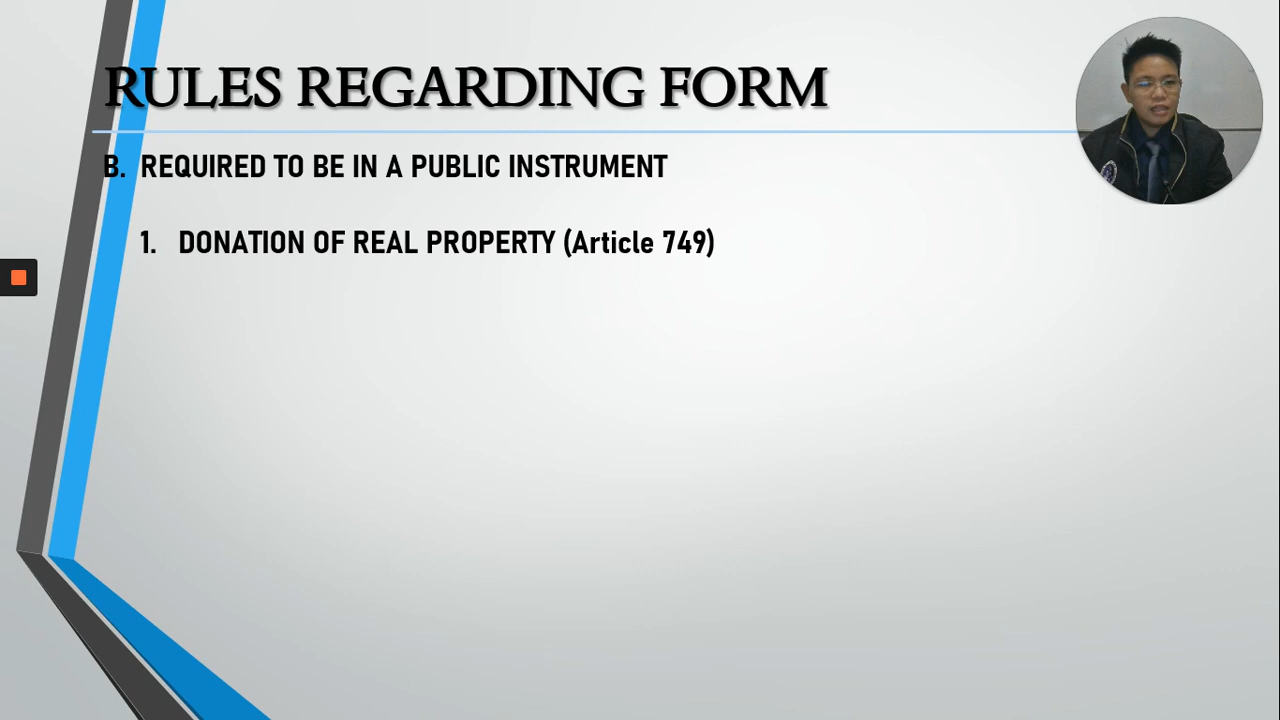 RULES REGARDING FORM
B. REQUIRED TO BE IN A PUBLIC INSTRUMENT
1. DONATION OF REAL PROPERTY (Article 749)